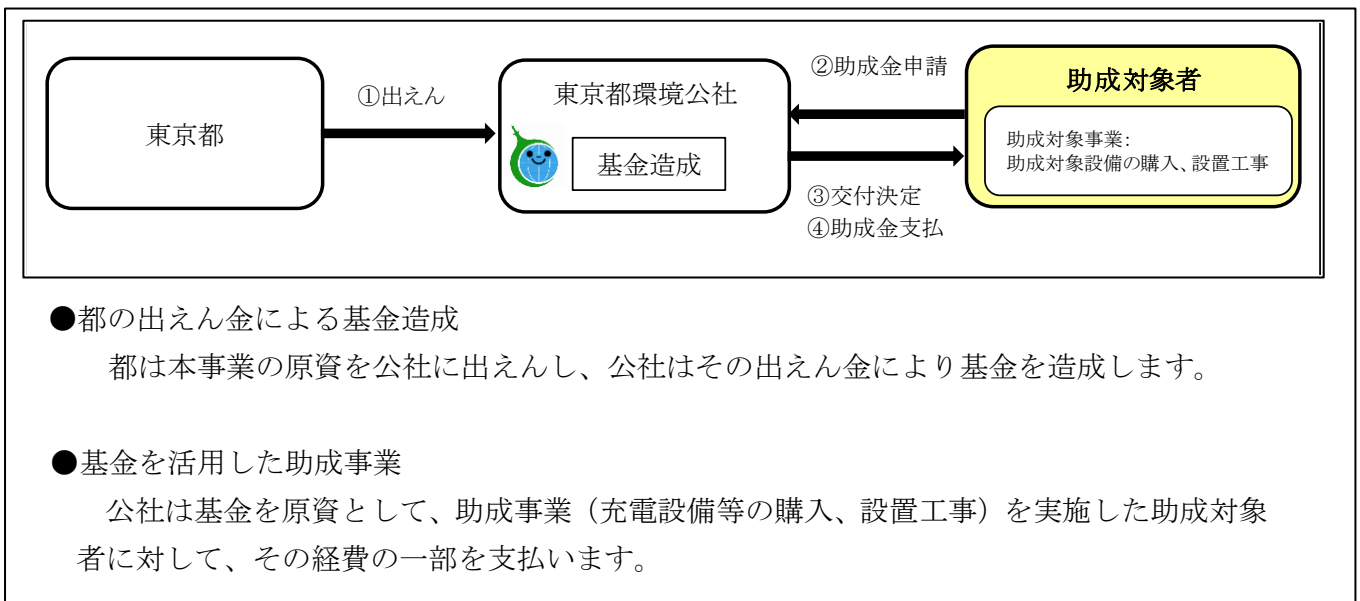 東京都
①出えん
東京都環境公社
基金造成
②助成金申請
③交付決定
④助成金支払
助成対象者
助成対象事業:
助成対象設備の購入、設置工事
●都の出えん金による基金造成
都は本事業の原資を公社に出えんし、公社はその出えん金により基金を造成します。
●基金を活用した助成事業
公社は基金を原資として、助成事業（充電設備等の購入、設置工事）を実施した助成対象
者に対して、その経費の一部を支払います。